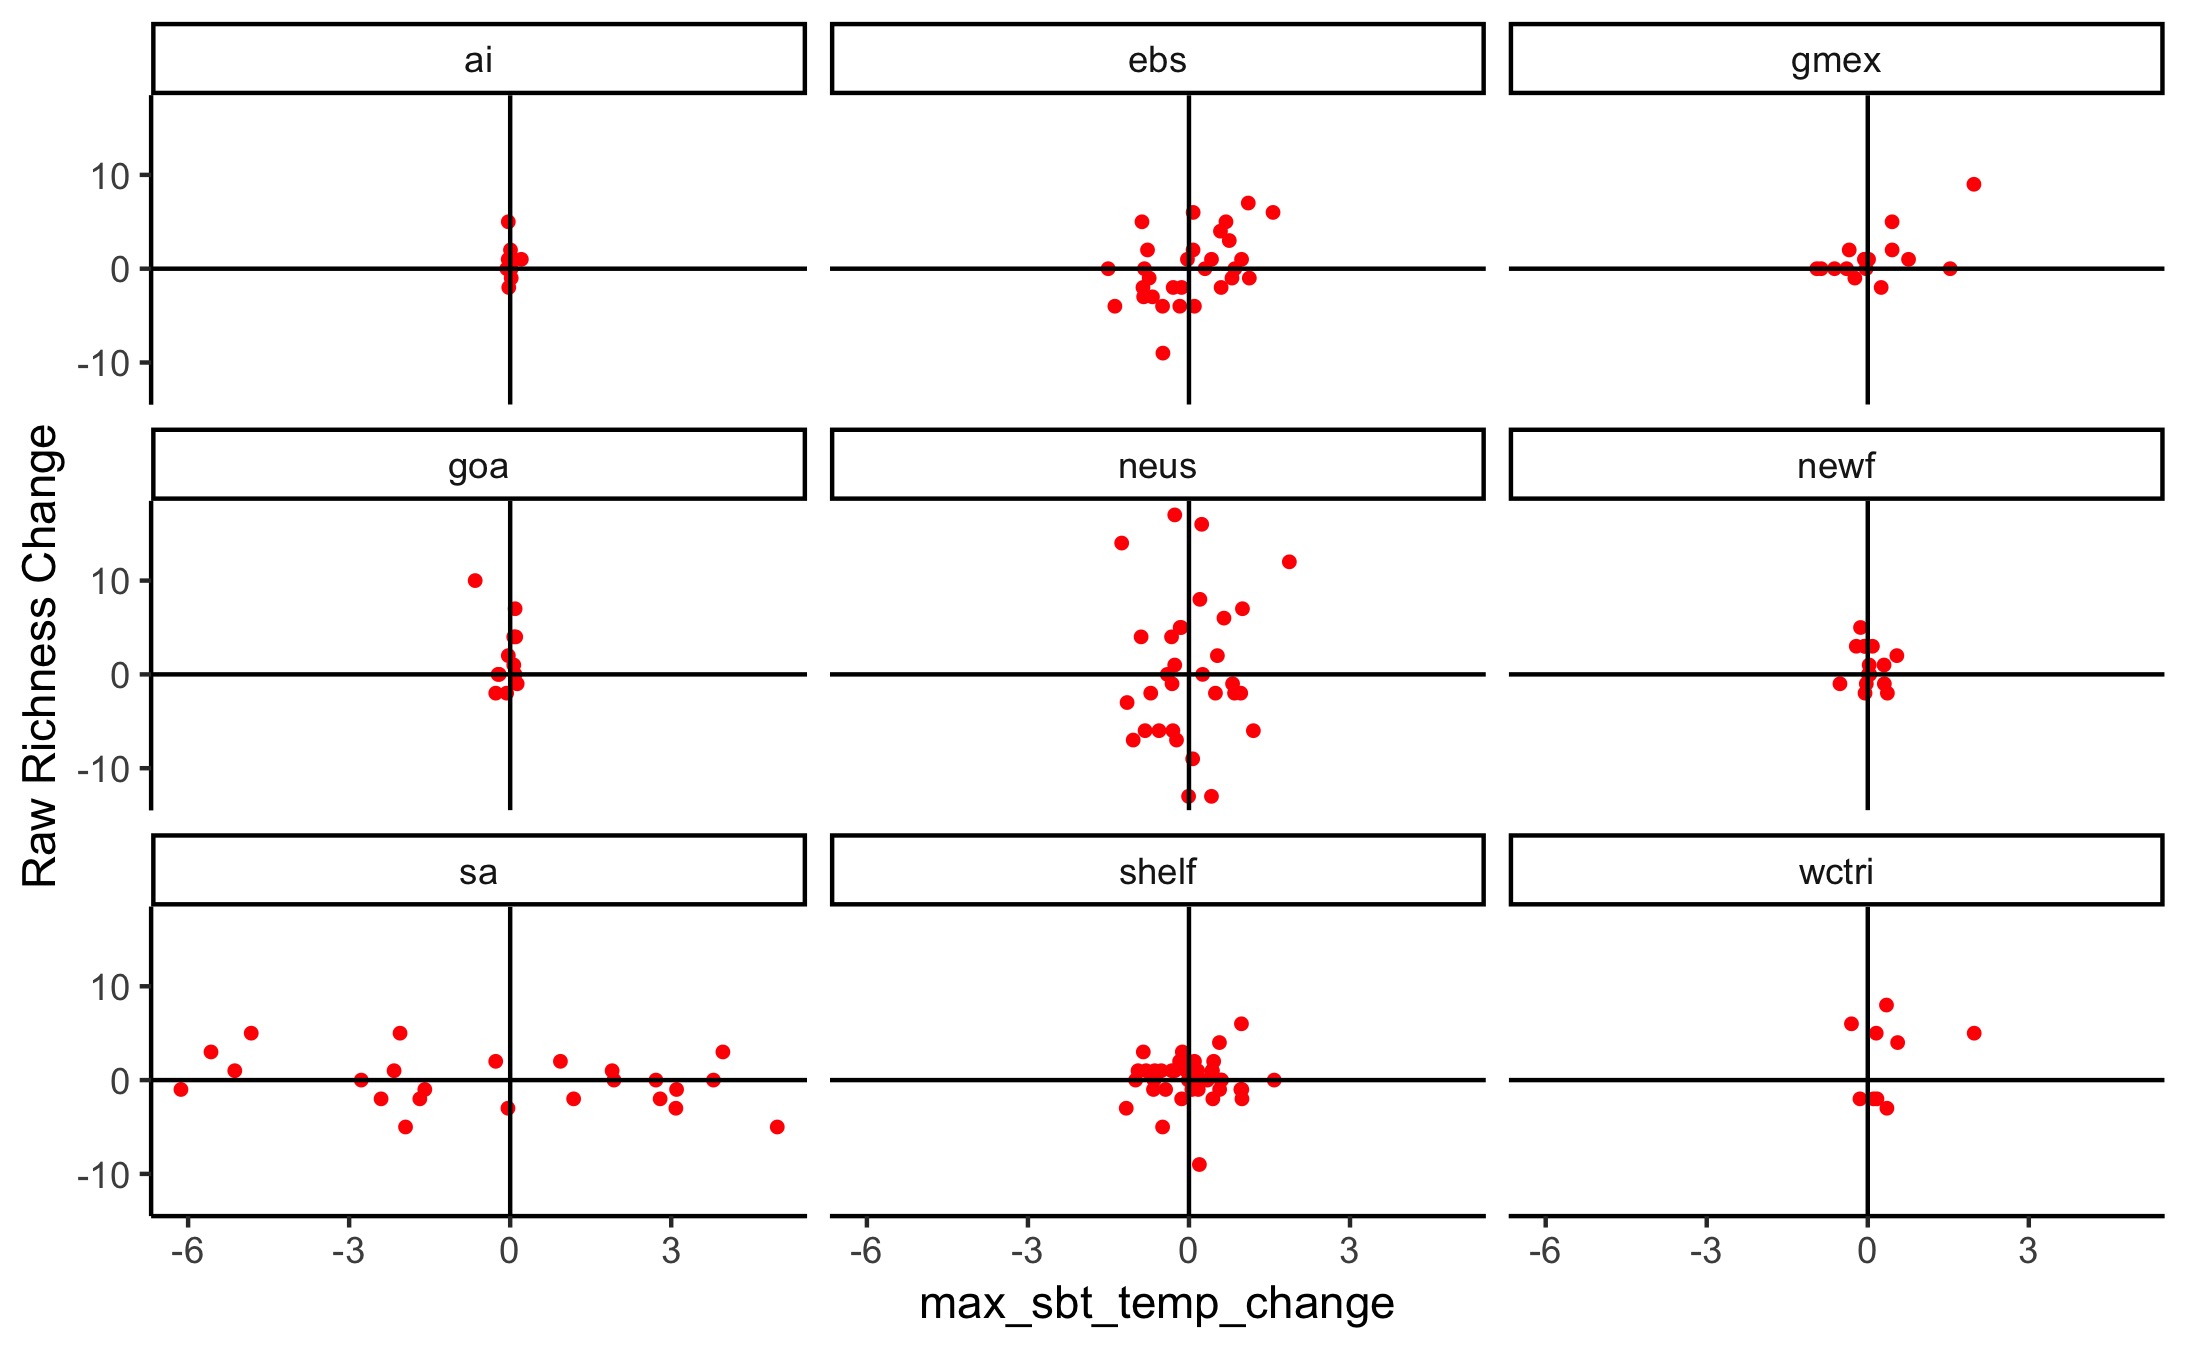 ai
ebs
gmex
10
0
-10
goa
neus
newf
10
0
-10
sa
shelf
wctri
10
0
-10
-6 -3 0 3
-6 -3 0 3
-6 -3 0 3
max_sbt_temp_change
Raw Richness Change